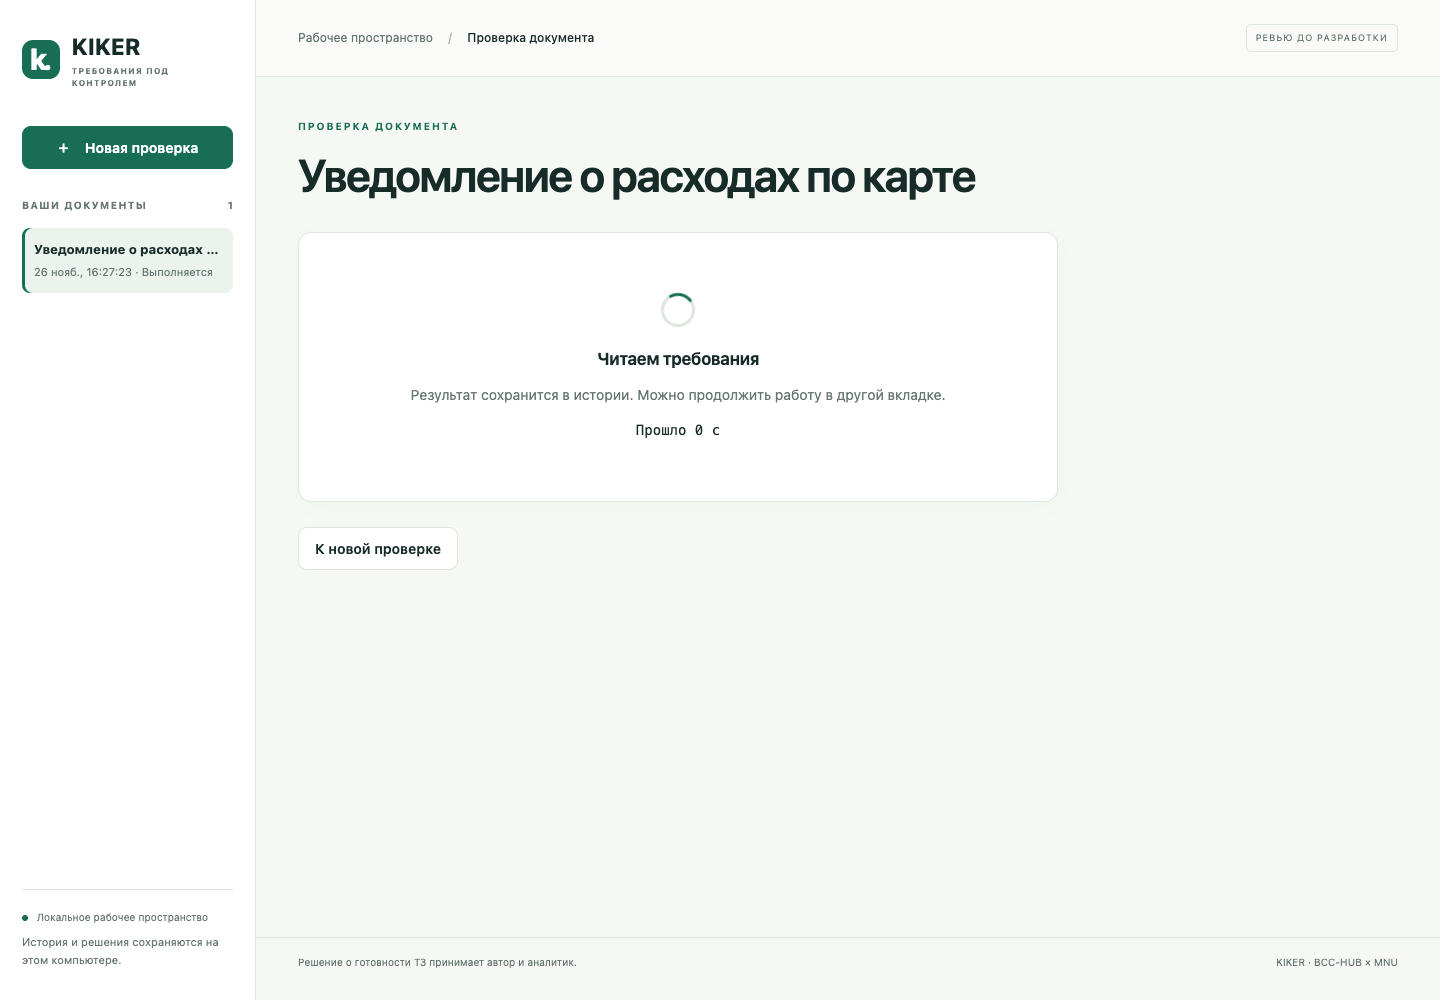 k
KIKER
ТРЕБОВАНИЯ ПОД
КОНТРОЛЕМ
+ Новая проверка
ВАШИ ДОКУМЕНТЫ 1
Уведомление о расходах ...
26 нояб., 16:27:23 · Выполняется
Локальное рабочее пространство
История и решения сохраняются на
этом компьютере.
Рабочее пространство / Проверка документа
РЕВЬЮ ДО РАЗРАБОТКИ
ПРОВЕРКА ДОКУМЕНТА
Уведомление о расходах по карте
Читаем требования
Результат сохранится в истории. Можно продолжить работу в другой вкладке.
Прошло 0 с
К новой проверке
Решение о готовности ТЗ принимает автор и аналитик.
KIKER · BCC-HUB × MNU